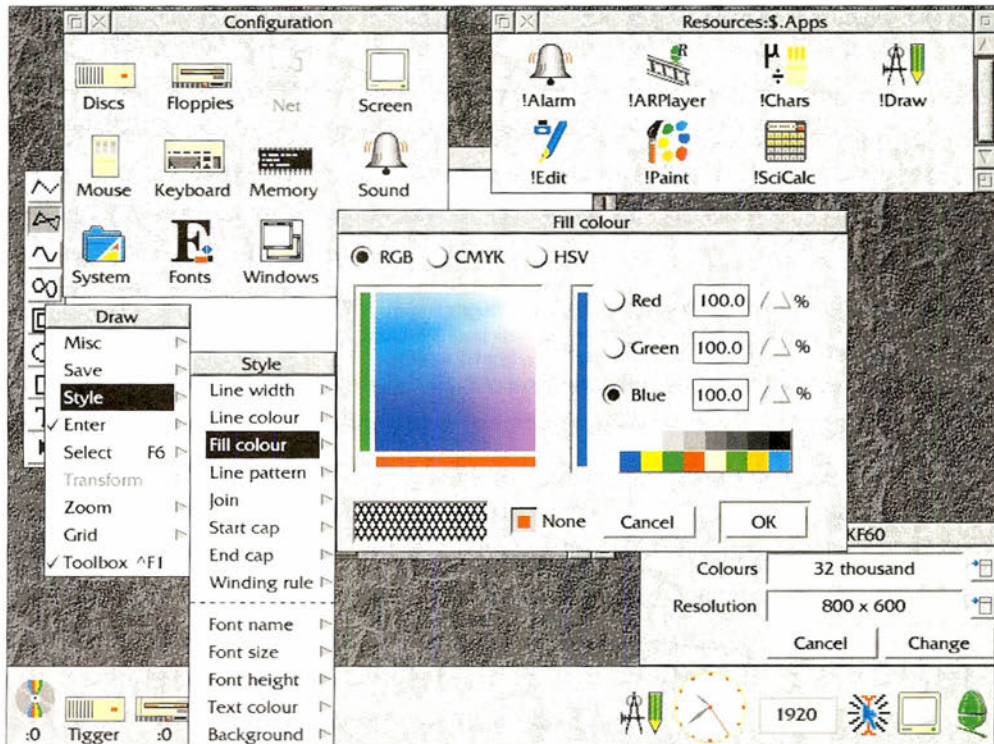 Configuration
Discs
Floppies
Net
Screen
Mouse
Keyboard
Memory
Sound
System
Fonts
Windows
Resources:$.Apps
!Alarm
!ARPlayer
!Chars
!Draw
!Edit
!Paint
!SciCalc
Fill colour
RGB
CMYK
HSV
Red 100.0 %
Green 100.0 %
Blue 100.0 %
None
Cancel
OK
Draw
Misc
Save
Style
Enter
Select F6
Transform
Zoom
Grid
Toolbox ^F1
Style
Line width
Line colour
Fill colour
Line pattern
Join
Start cap
End cap
Winding rule
Font name
Font size
Font height
Text colour
Background
KF60
Colours 32 thousand
Resolution 800 x 600
Cancel
Change
:0
Tigger
:0
1920